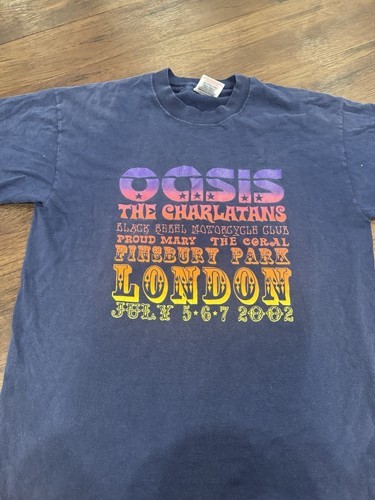 OASIS
THE CHARLATANS
BLACK REBEL MOTORCYCLE CLUB
PROUD MARY THE CORAL
FINSBURY PARK
LONDON
JULY 5·6·7 2002